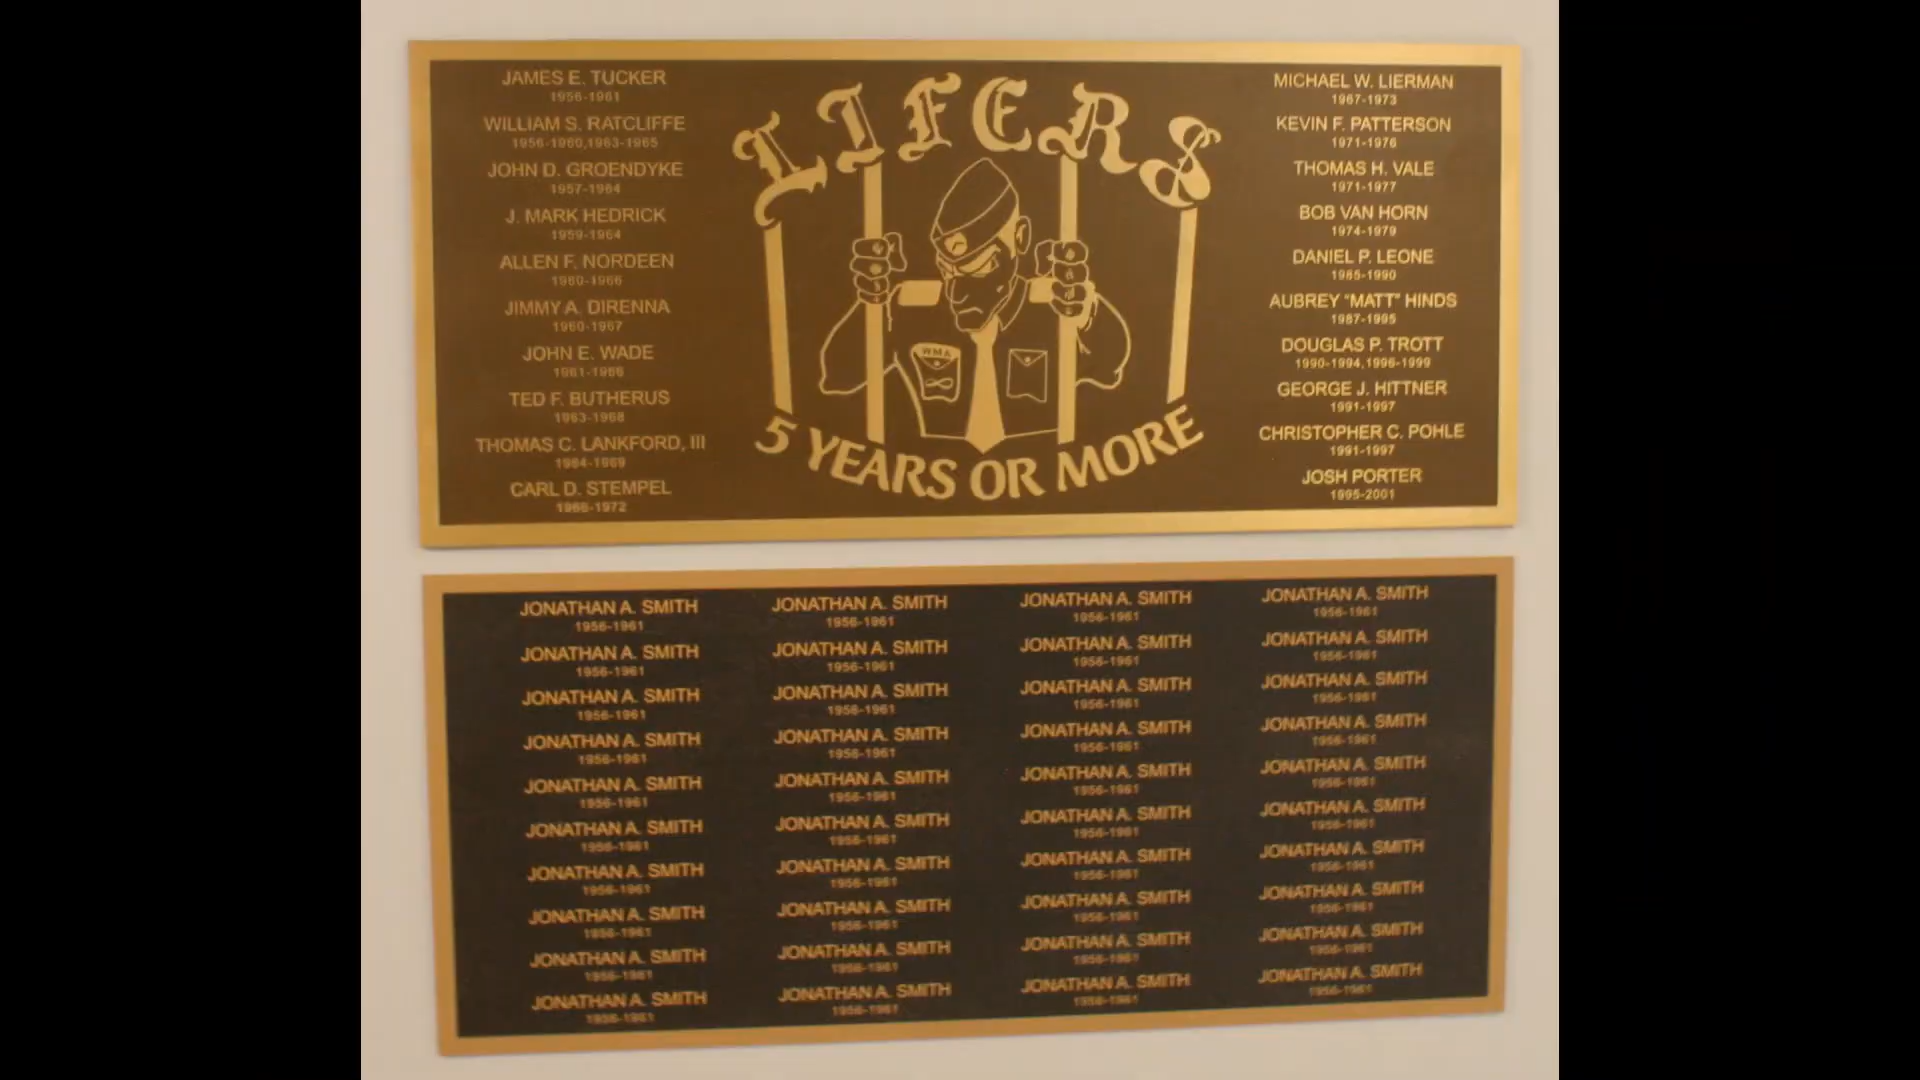 JAMES E. TUCKER
1956-1961
WILLIAM S. RATCLIFFE
1956-1960,1963-1965
JOHN D. GROENDYKE
1957-1964
J. MARK HEDRICK
1959-1964
ALLEN F. NORDEEN
1960-1966
JIMMY A. DIRENNA
1960-1967
JOHN E. WADE
1961-1966
TED F. BUTHERUS
1963-1968
THOMAS C. LANKFORD, III
1964-1969
CARL D. STEMPEL
1966-1972
LIFERS
WMA
5 YEARS OR MORE
MICHAEL W. LIERMAN
1967-1973
KEVIN F. PATTERSON
1971-1976
THOMAS H. VALE
1971-1977
BOB VAN HORN
1974-1979
DANIEL P. LEONE
1985-1990
AUBREY "MATT" HINDS
1987-1995
DOUGLAS P. TROTT
1990-1994,1996-1999
GEORGE J. HITTNER
1991-1997
CHRISTOPHER C. POHLE
1991-1997
JOSH PORTER
1995-2001
JONATHAN A. SMITH JONATHAN A. SMITH JONATHAN A. SMITH JONATHAN A. SMITH
1956-1961 1956-1961 1956-1961 1956-1961
JONATHAN A. SMITH JONATHAN A. SMITH JONATHAN A. SMITH JONATHAN A. SMITH
1956-1961 1956-1961 1956-1961 1956-1961
JONATHAN A. SMITH JONATHAN A. SMITH JONATHAN A. SMITH JONATHAN A. SMITH
1956-1961 1956-1961 1956-1961 1956-1961
JONATHAN A. SMITH JONATHAN A. SMITH JONATHAN A. SMITH JONATHAN A. SMITH
1956-1961 1956-1961 1956-1961 1956-1961
JONATHAN A. SMITH JONATHAN A. SMITH JONATHAN A. SMITH JONATHAN A. SMITH
1956-1961 1956-1961 1956-1961 1956-1961
JONATHAN A. SMITH JONATHAN A. SMITH JONATHAN A. SMITH JONATHAN A. SMITH
1956-1961 1956-1961 1956-1961 1956-1961
JONATHAN A. SMITH JONATHAN A. SMITH JONATHAN A. SMITH JONATHAN A. SMITH
1956-1961 1956-1961 1956-1961 1956-1961
JONATHAN A. SMITH JONATHAN A. SMITH JONATHAN A. SMITH JONATHAN A. SMITH
1956-1961 1956-1961 1956-1961 1956-1961
JONATHAN A. SMITH JONATHAN A. SMITH JONATHAN A. SMITH JONATHAN A. SMITH
1956-1961 1956-1961 1956-1961 1956-1961
JONATHAN A. SMITH JONATHAN A. SMITH JONATHAN A. SMITH JONATHAN A. SMITH
1956-1961 1956-1961 1956-1961 1956-1961